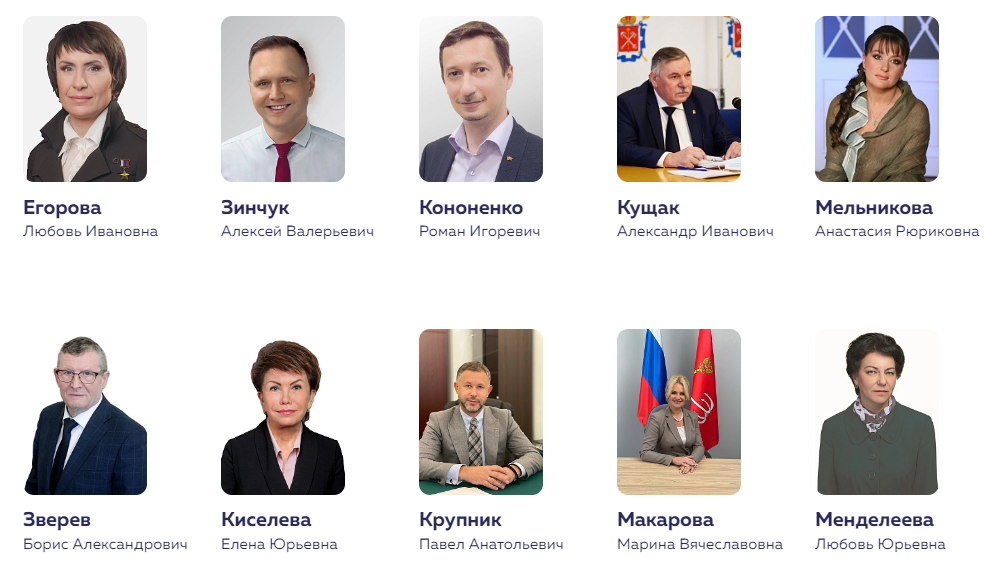 Егорова
Любовь Ивановна
Зинчук
Алексей Валерьевич
Кононенко
Роман Игоревич
Кущак
Александр Иванович
Мельникова
Анастасия Рюриковна
Зверев
Борис Александрович
Киселева
Елена Юрьевна
Крупник
Павел Анатольевич
Макарова
Марина Вячеславовна
Менделеева
Любовь Юрьевна